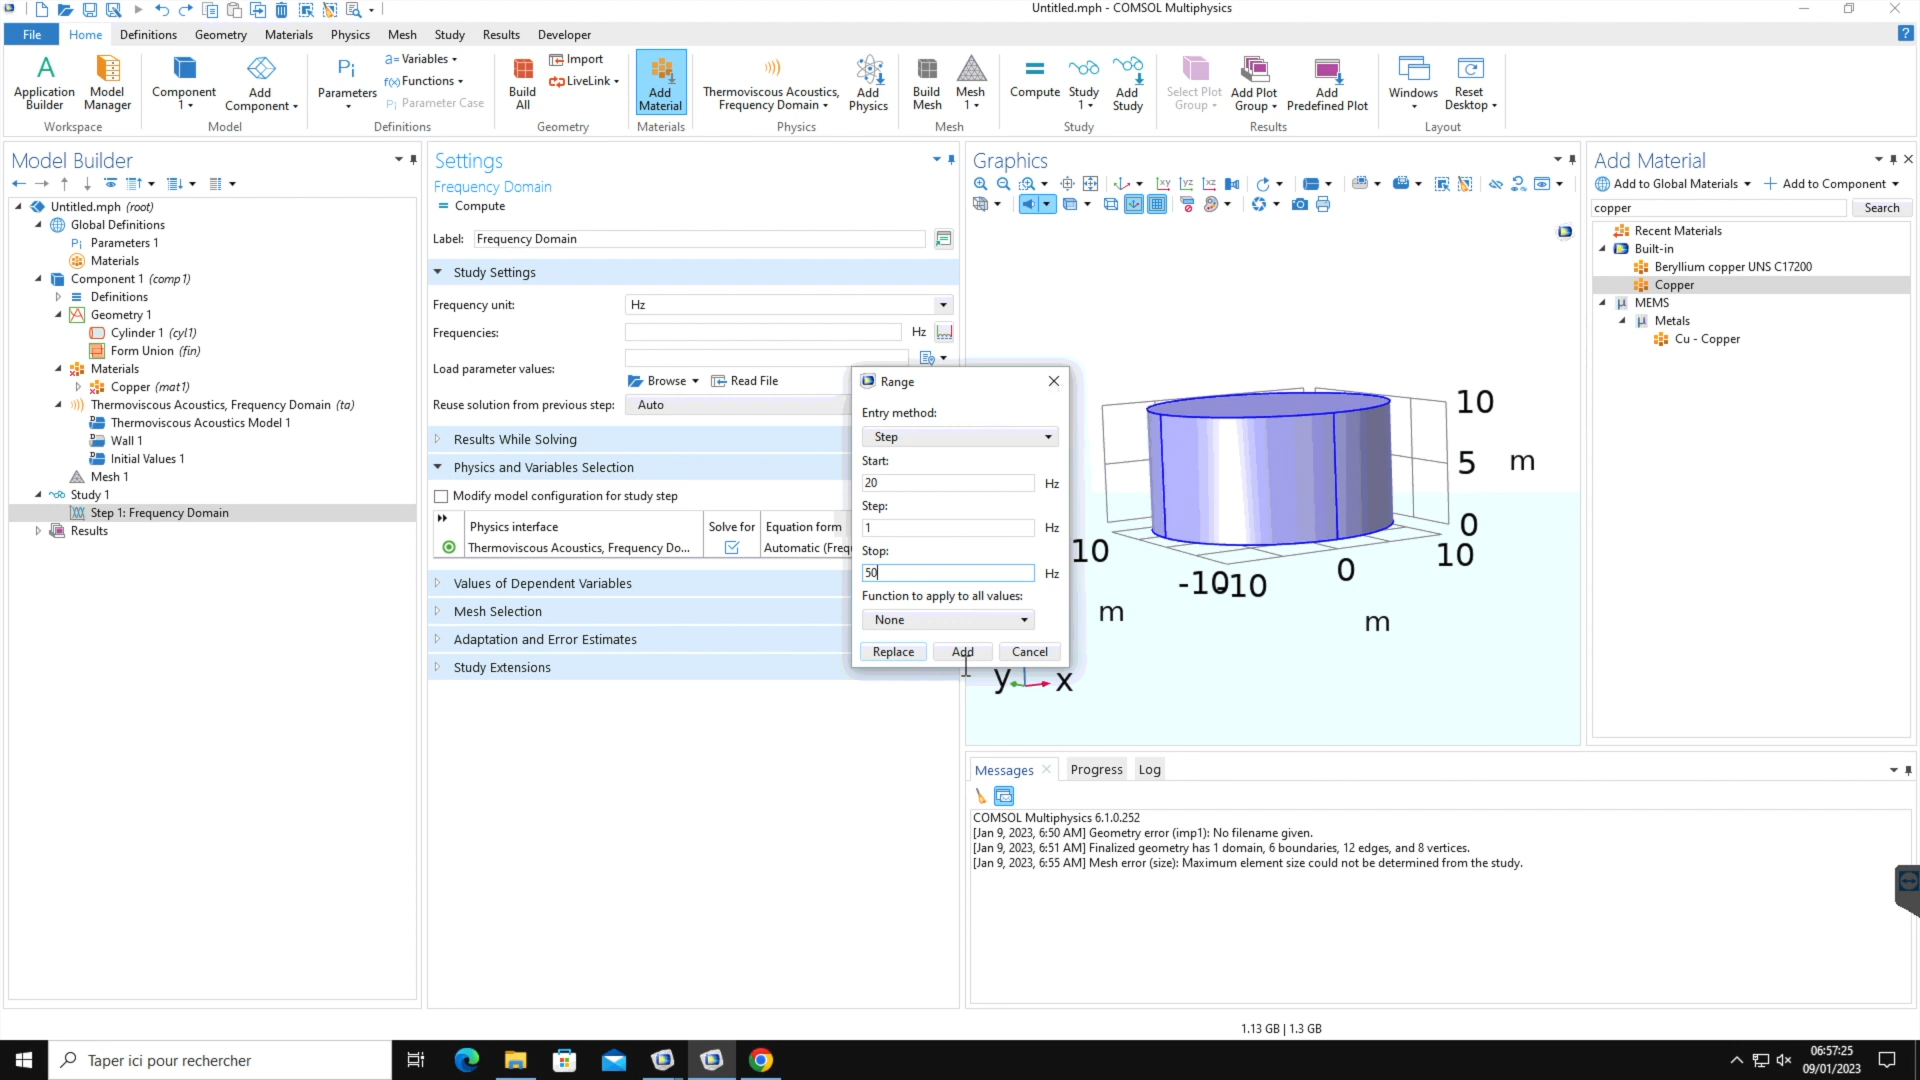 Untitled.mph - COMSOL Multiphysics
File Home Definitions Geometry Materials Physics Mesh Study Results Developer
Application Builder
Model Manager
Workspace
Component 1
Add Component
Model
Parameters
a= Variables
f(x) Functions
Pi Parameter Case
Definitions
Build All
Import
LiveLink
Geometry
Add Material
Materials
Thermoviscous Acoustics, Frequency Domain
Add Physics
Physics
Build Mesh
Mesh 1
Mesh
Compute
Study 1
Add Study
Study
Select Plot Group
Add Plot Group
Add Predefined Plot
Results
Windows
Reset Desktop
Layout
Model Builder
Untitled.mph (root)
Global Definitions
Pi Parameters 1
Materials
Component 1 (comp1)
Definitions
Geometry 1
Cylinder 1 (cyl1)
Form Union (fin)
Materials
Copper (mat1)
Thermoviscous Acoustics, Frequency Domain (ta)
Thermoviscous Acoustics Model 1
Wall 1
Initial Values 1
Mesh 1
Study 1
Step 1: Frequency Domain
Results
Settings
Frequency Domain
= Compute
Label: Frequency Domain
Study Settings
Frequency unit: Hz
Frequencies: Hz
Load parameter values:
Browse Read File
Reuse solution from previous step: Auto
Results While Solving
Physics and Variables Selection
Modify model configuration for study step
Physics interface Solve for Equation form
Thermoviscous Acoustics, Frequency Do... Automatic (Freq
Values of Dependent Variables
Mesh Selection
Adaptation and Error Estimates
Study Extensions
Range
Entry method:
Step
Start:
20 Hz
Step:
1 Hz
Stop:
50 Hz
Function to apply to all values:
None
Replace Add Cancel
Graphics
10
5 m
0
10 10
-10 -10 0
m m
y x
Add Material
Add to Global Materials + Add to Component
copper Search
Recent Materials
Built-in
Beryllium copper UNS C17200
Copper
MEMS
Metals
Cu - Copper
Messages Progress Log
COMSOL Multiphysics 6.1.0.252
[Jan 9, 2023, 6:50 AM] Geometry error (imp1): No filename given.
[Jan 9, 2023, 6:51 AM] Finalized geometry has 1 domain, 6 boundaries, 12 edges, and 8 vertices.
[Jan 9, 2023, 6:55 AM] Mesh error (size): Maximum element size could not be determined from the study.
1.13 GB | 1.3 GB
Taper ici pour rechercher
06:57:25
09/01/2023